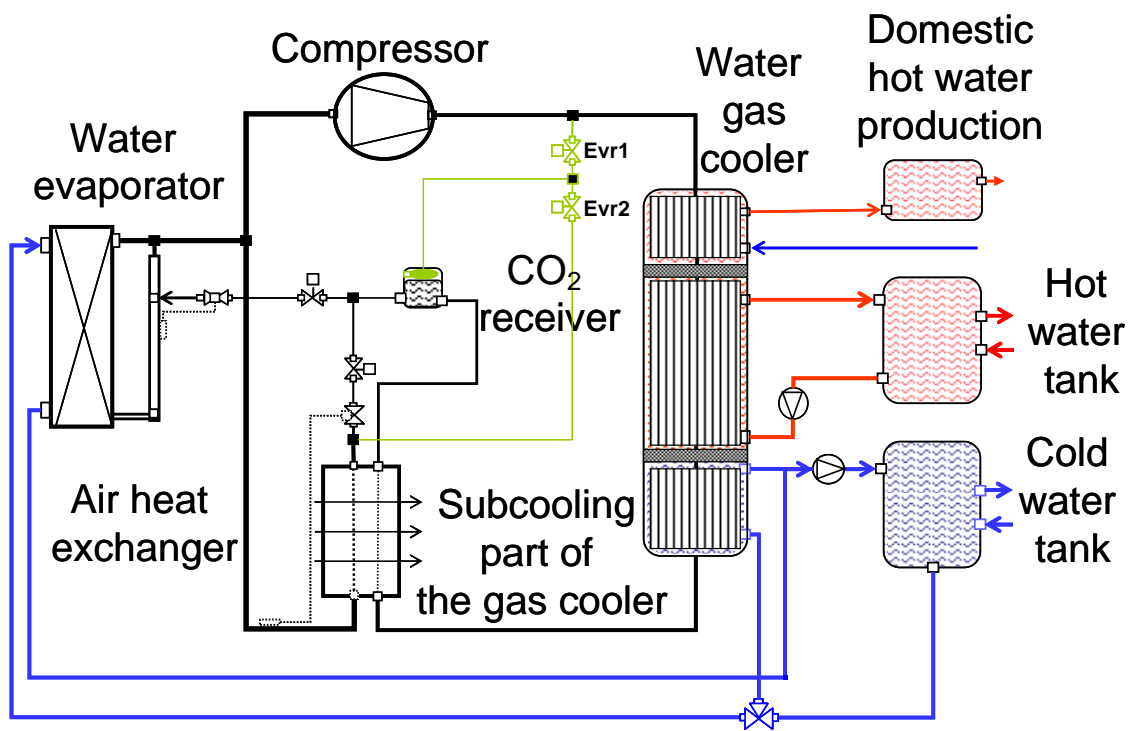 Compressor
Water
gas
cooler
Domestic
hot water
production
Water
evaporator
Evr1
Evr2
CO₂
receiver
Hot
water
tank
Air heat
exchanger
Subcooling
part of
the gas cooler
Cold
water
tank